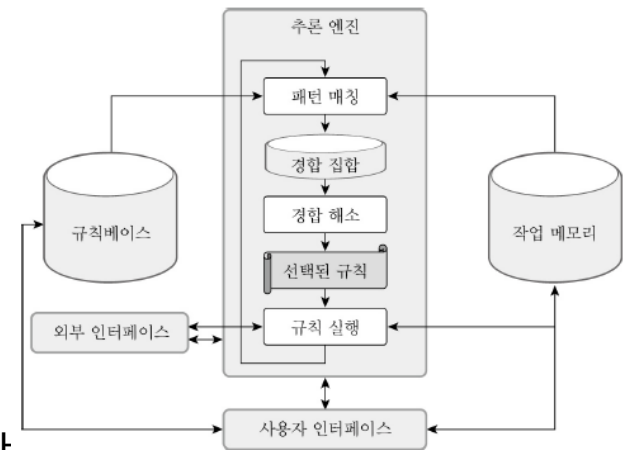 추론 엔진
패턴 매칭
경합 집합
규칙베이스
경합 해소
작업 메모리
선택된 규칙
외부 인터페이스
규칙 실행
사용자 인터페이스